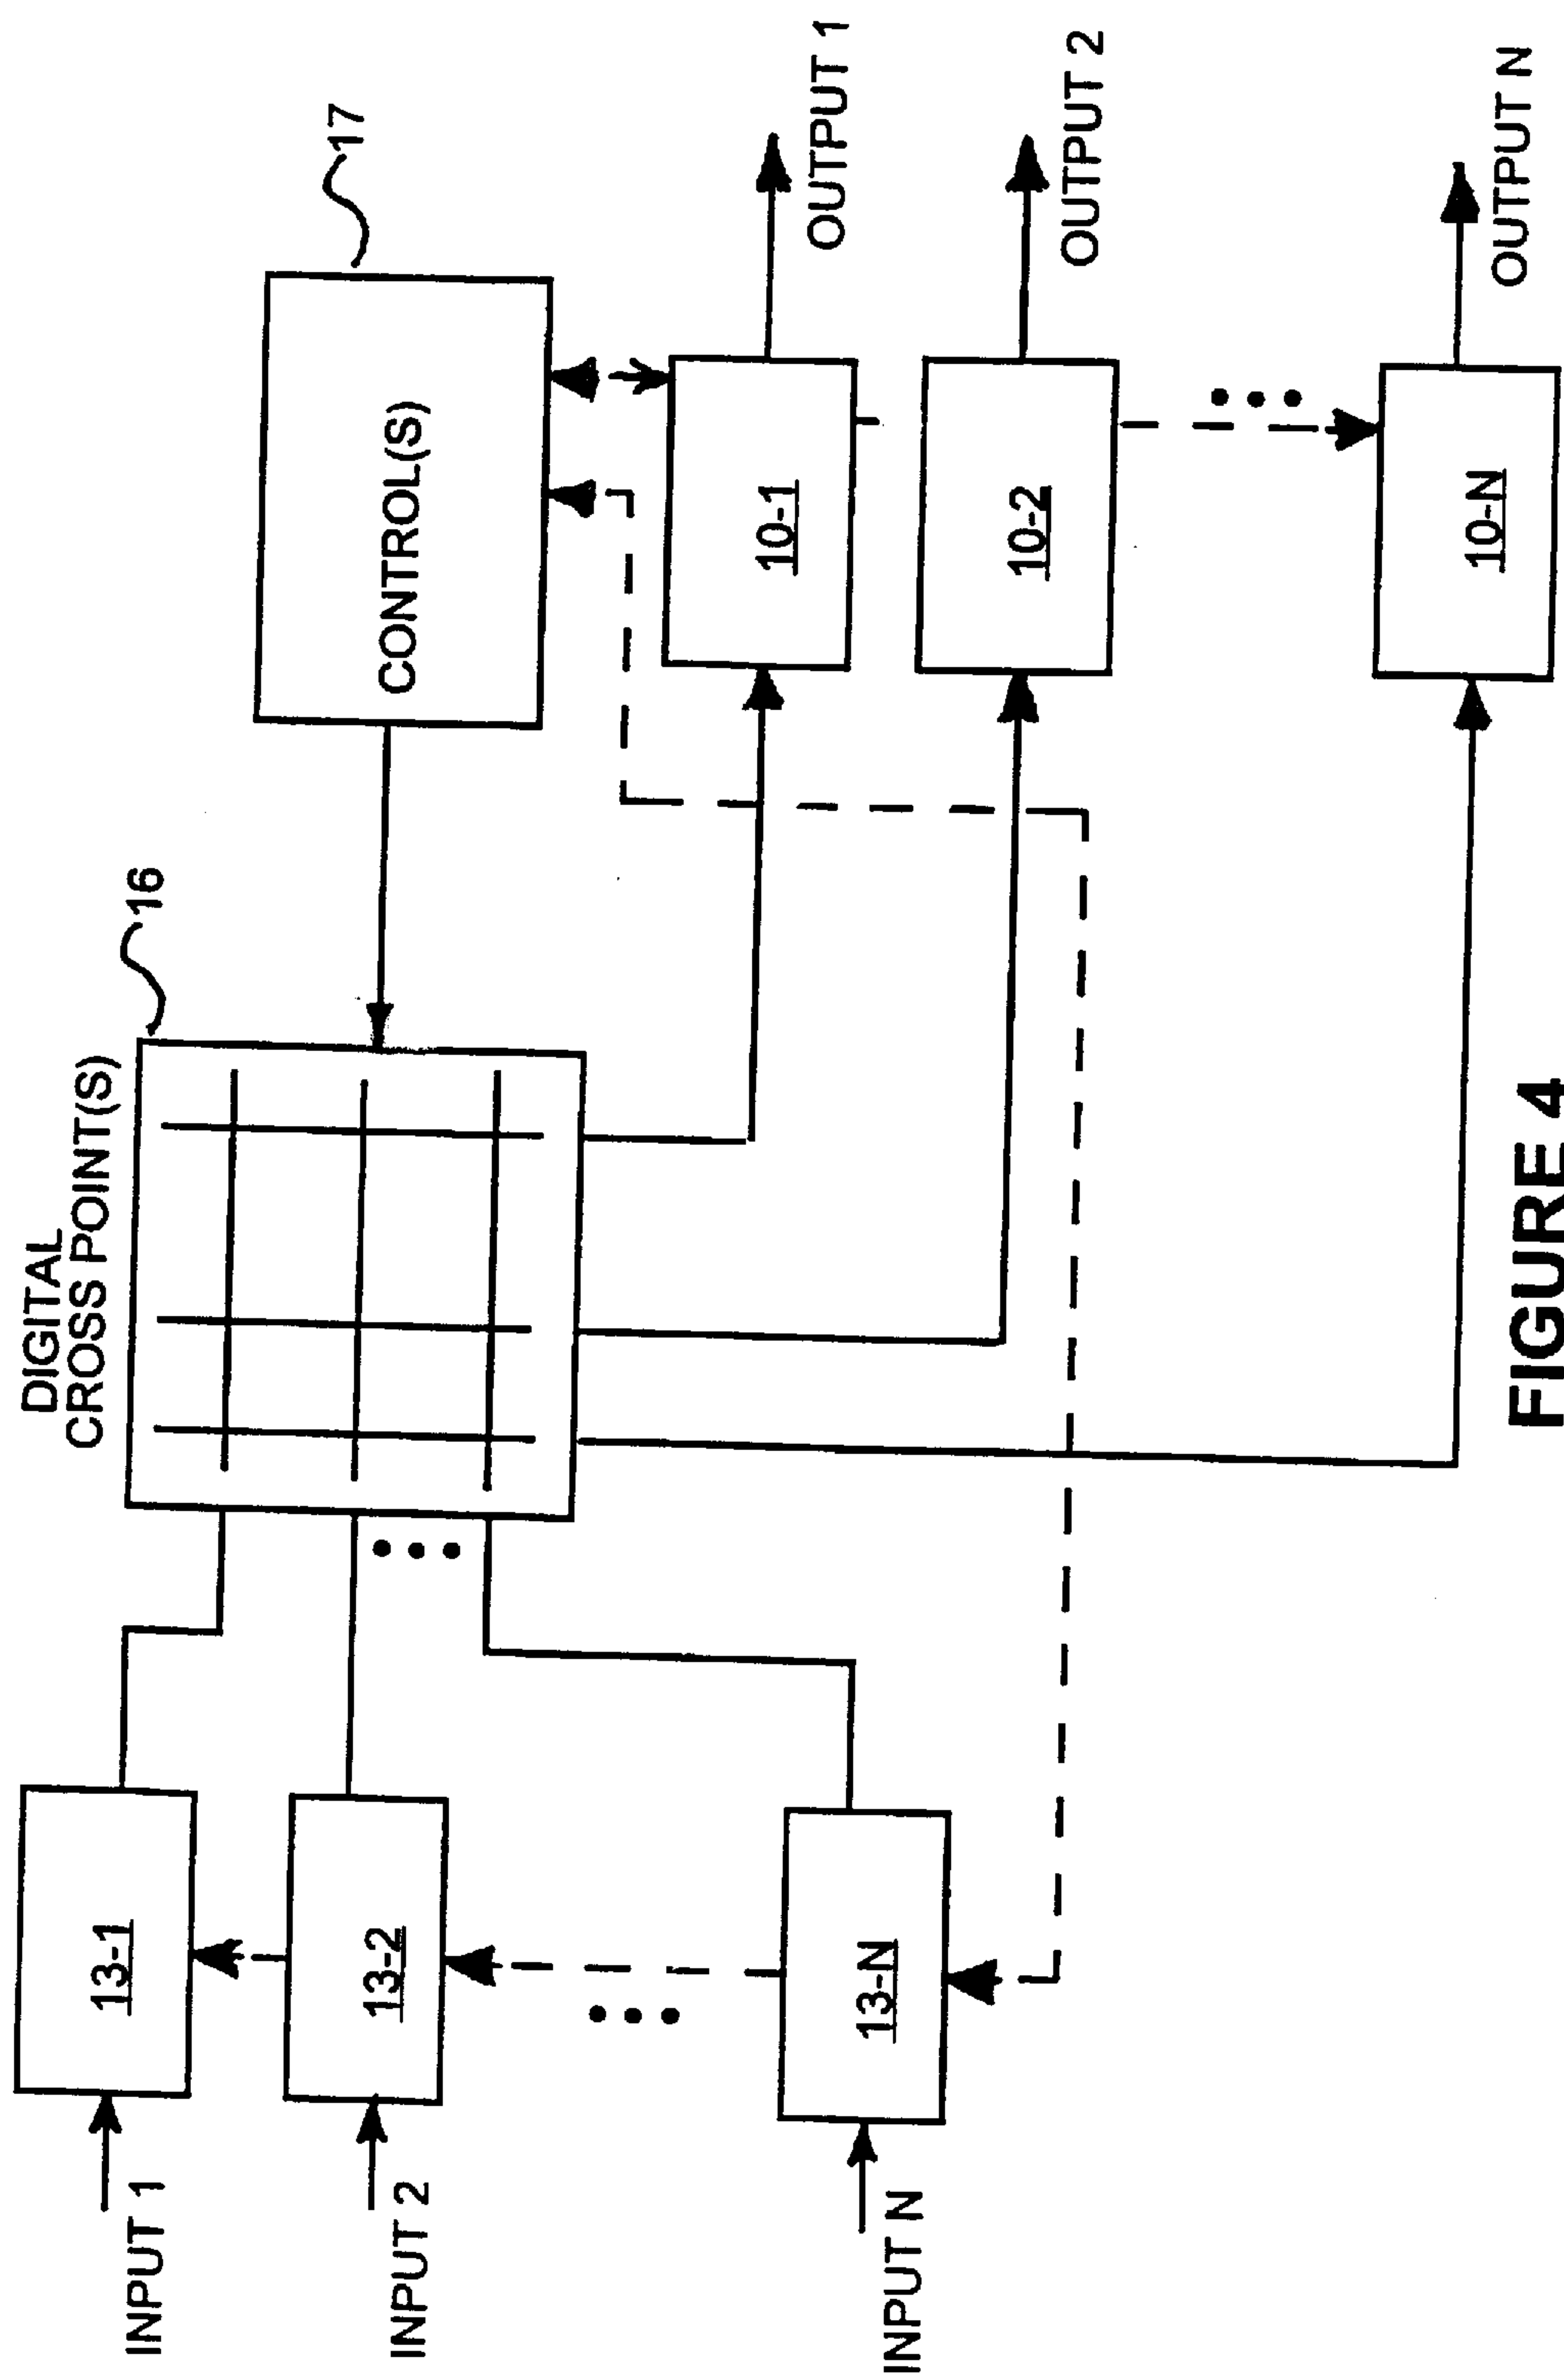 DIGITAL
CROSS POINT(S)
16
17
CONTROL(S)
INPUT 1
13-1
INPUT 2
13-2
INPUT N
13-N
10-1
OUTPUT 1
10-2
OUTPUT 2
10-N
OUTPUT N
FIGURE 4